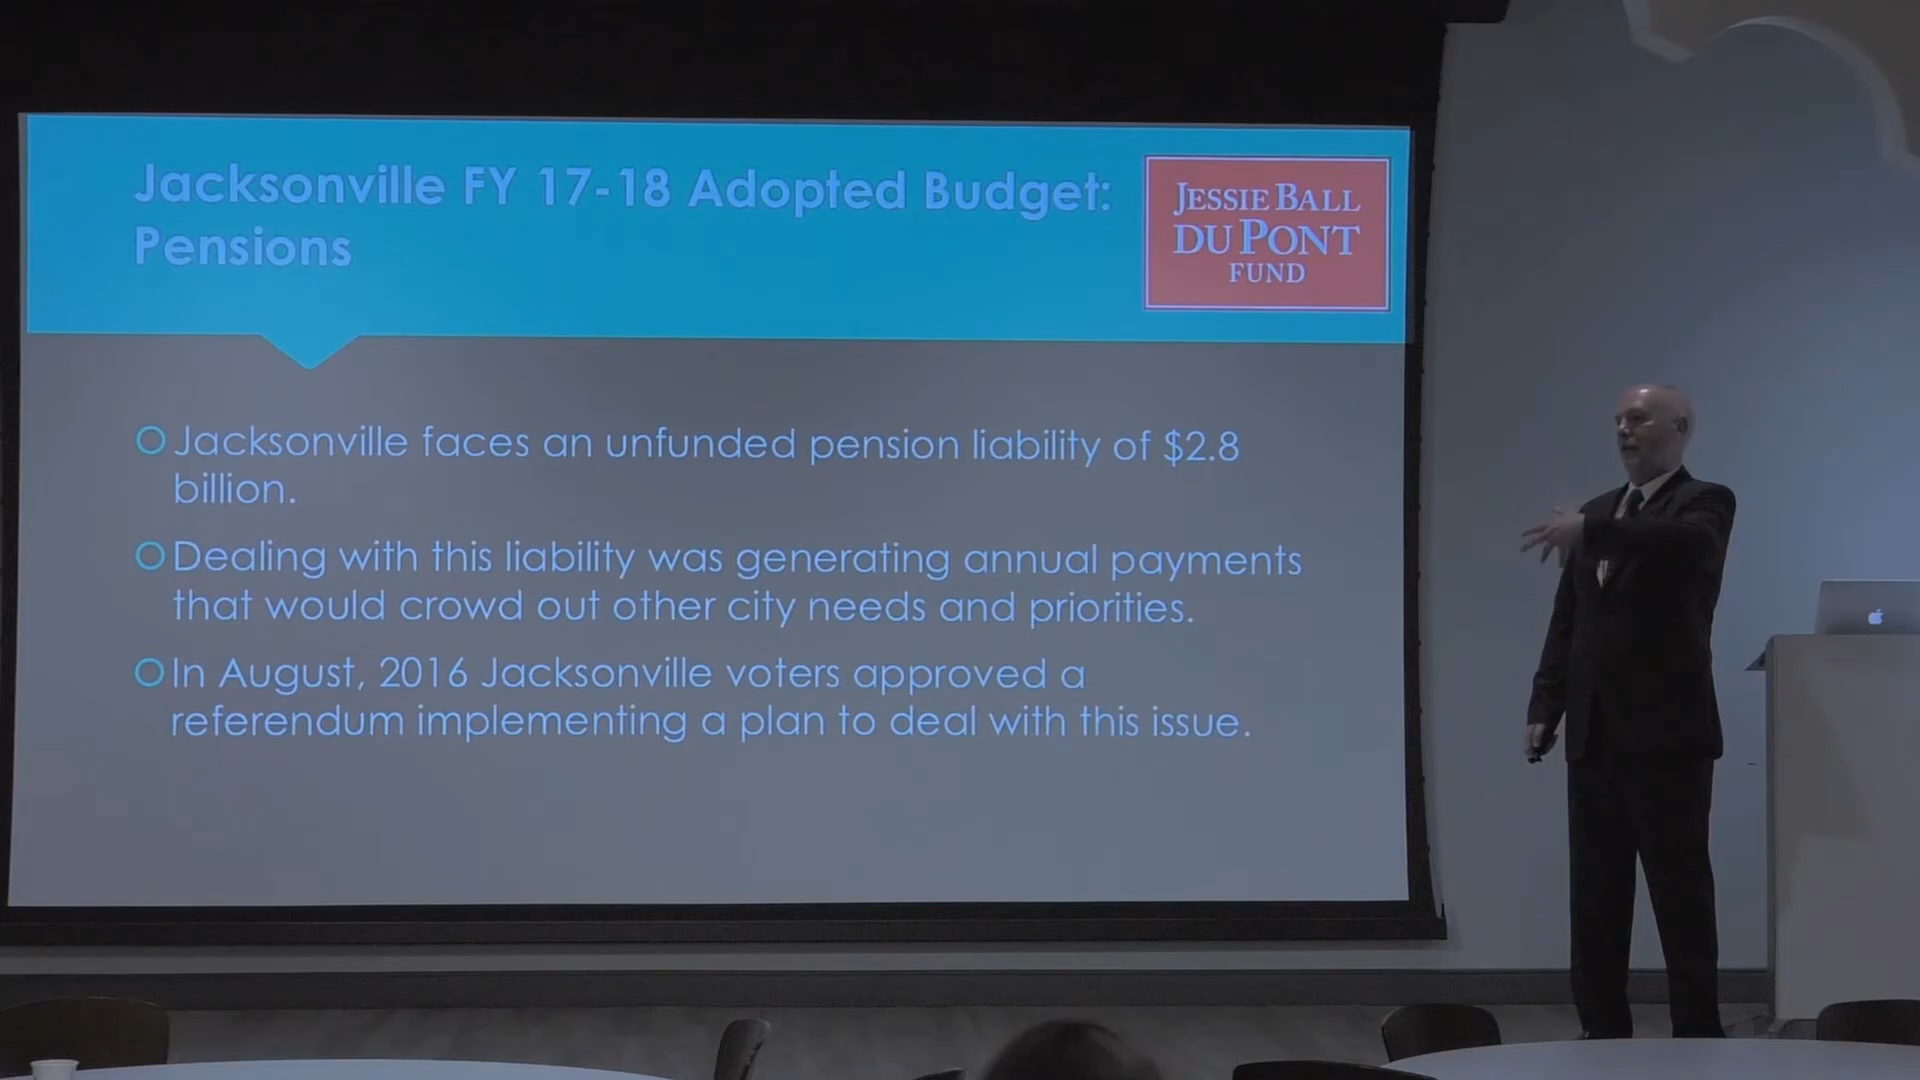 Jacksonville FY 17-18 Adopted Budget:
Pensions
JESSIE BALL
DU PONT
FUND
Jacksonville faces an unfunded pension liability of $2.8
billion.
Dealing with this liability was generating annual payments
that would crowd out other city needs and priorities.
In August, 2016 Jacksonville voters approved a
referendum implementing a plan to deal with this issue.